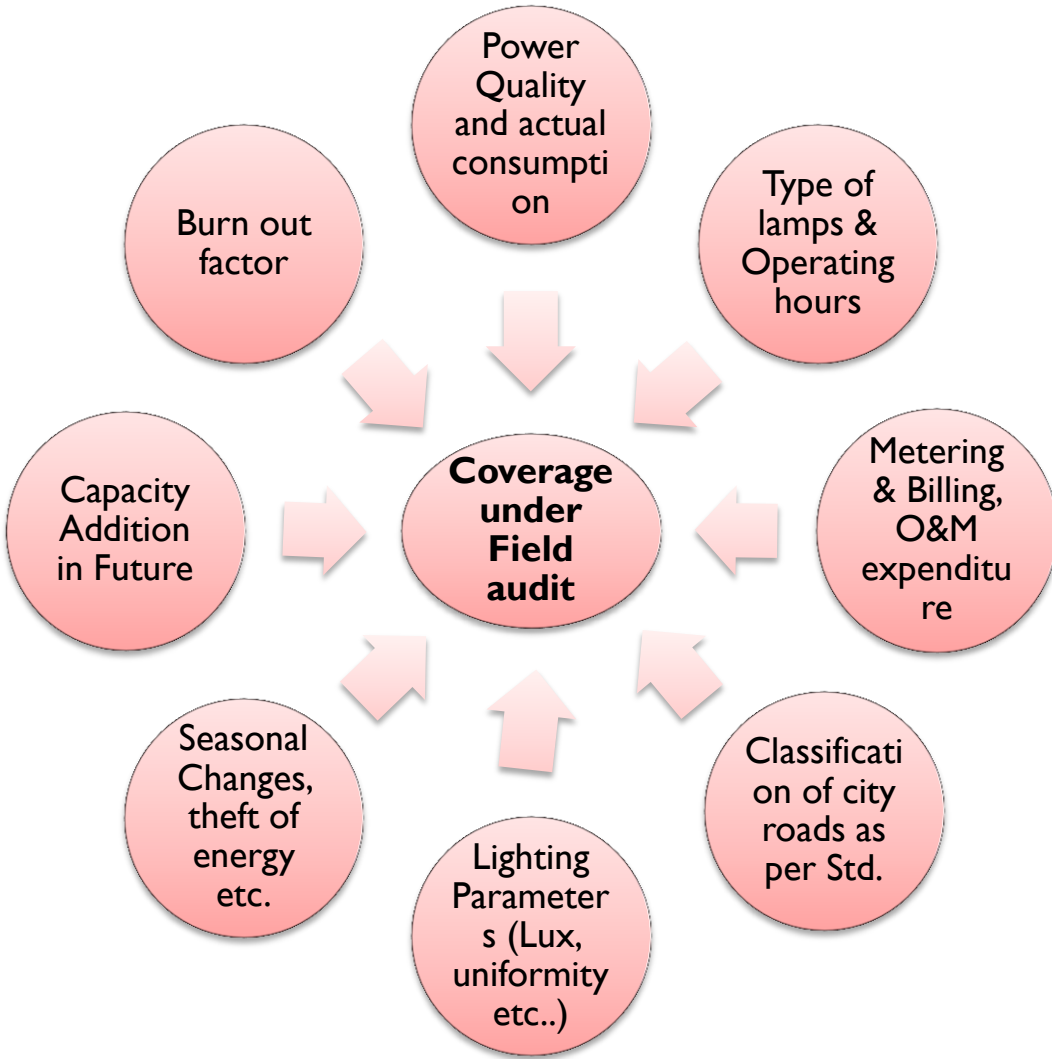 Power
Quality
and actual
consumpti
on
Type of
lamps &
Operating
hours
Metering
& Billing,
O&M
expenditu
re
Classificati
on of city
roads as
per Std.
Lighting
Parameter
s (Lux,
uniformity
etc..)
Seasonal
Changes,
theft of
energy
etc.
Capacity
Addition
in Future
Burn out
factor
Coverage
under
Field
audit